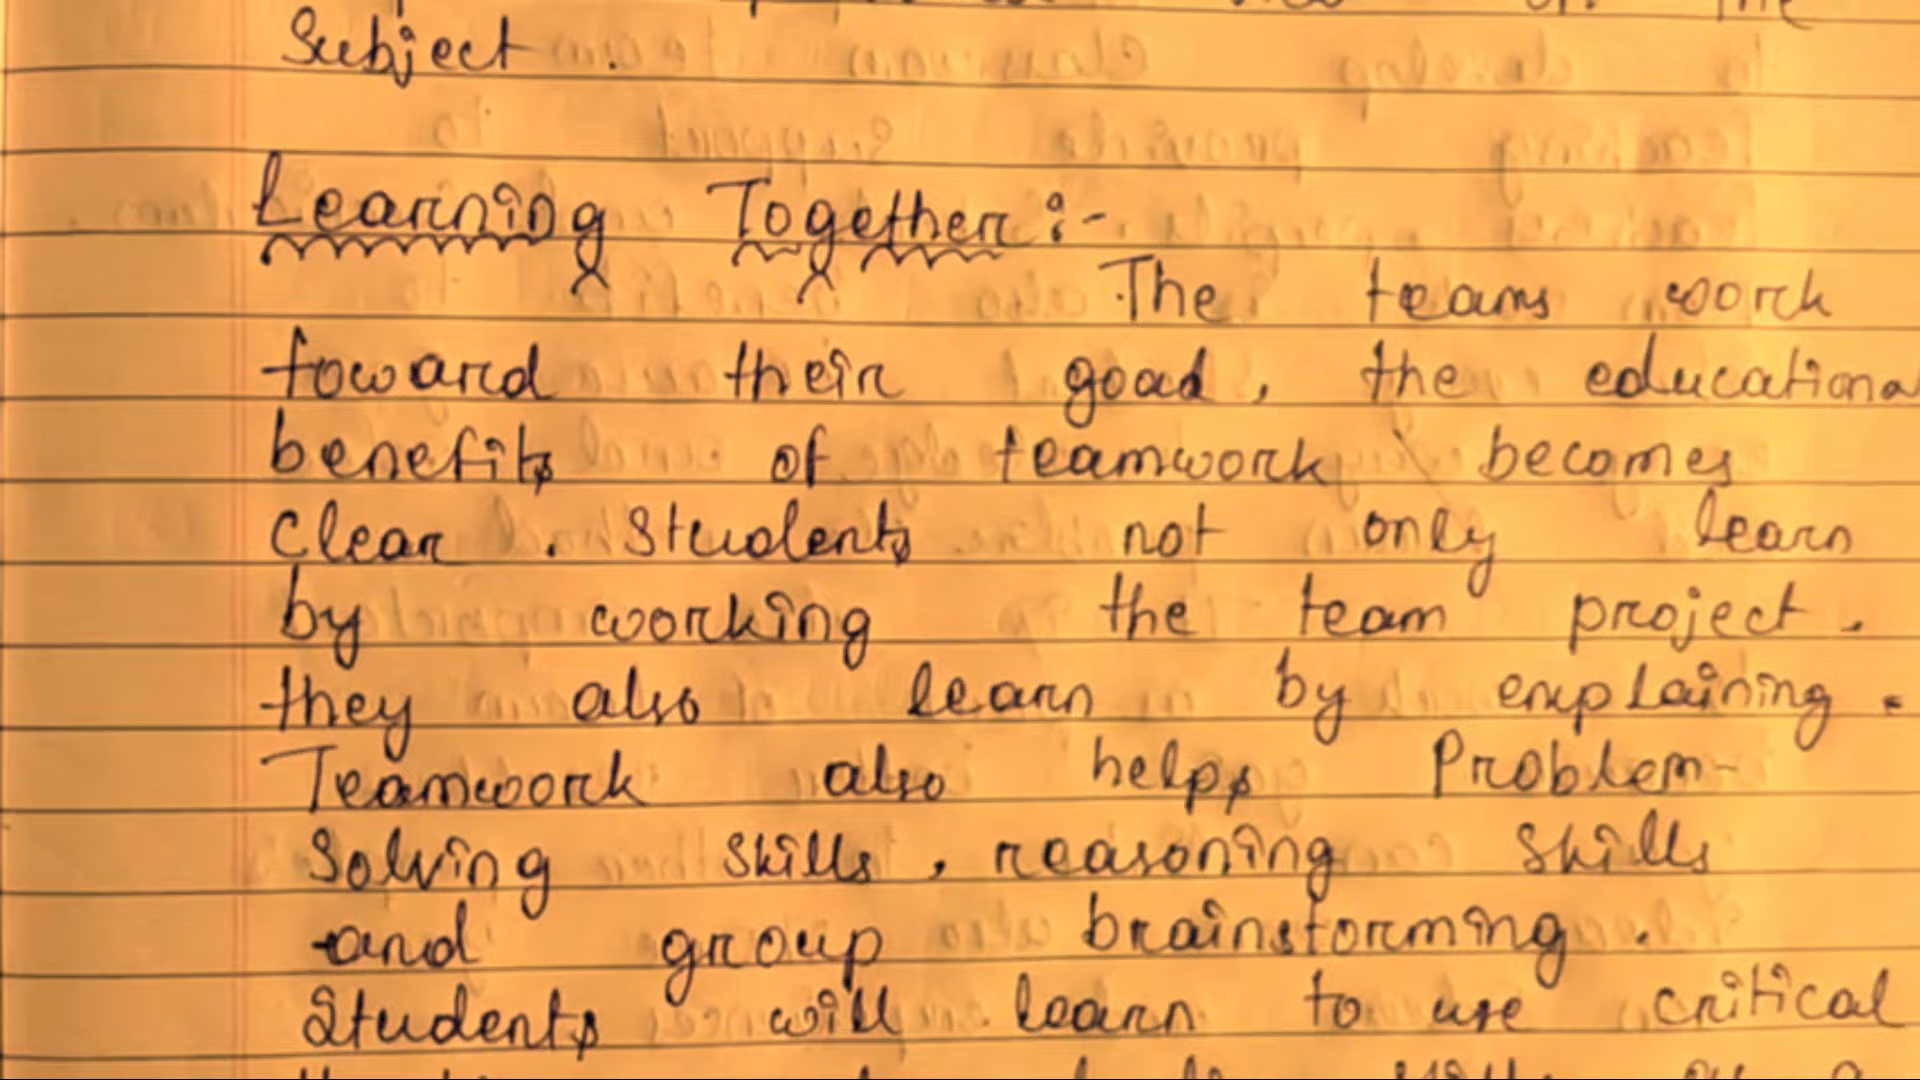 The
Subject .
Learning Together :-
The teams work
toward their goad, the educationa
benefits of teamwork becomes
Clear . Students not only learn
by working the team project .
they also learn by explaining .
Teamwork also helps Problem-
Solving Skills , reasoning Skills
and group brainstorming .
Students will learn to use critical